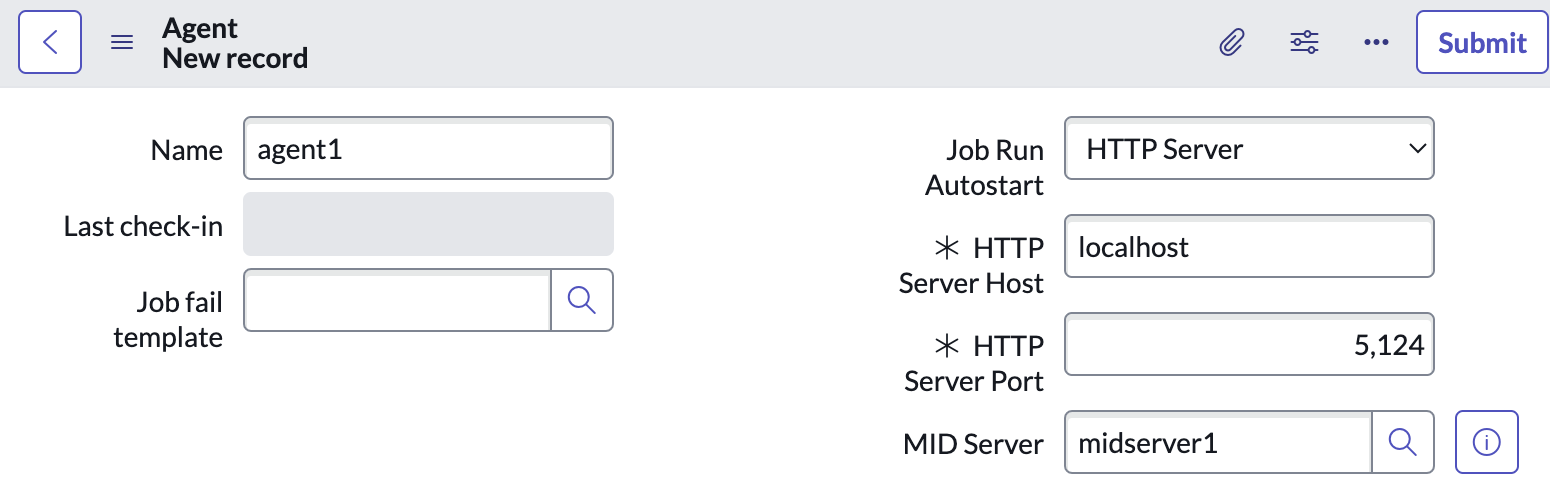 Agent
New record
Submit
Name
agent1
Last check-in
Job fail
template
Job Run
Autostart
HTTP Server
✳ HTTP
Server Host
localhost
✳ HTTP
Server Port
5,124
MID Server
midserver1